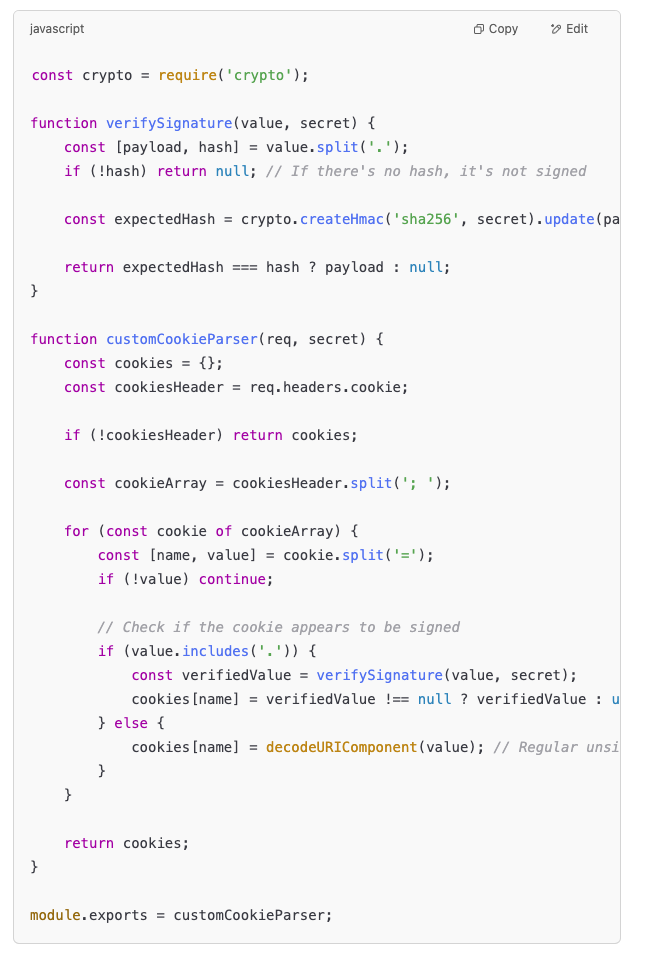 javascript
Copy Edit
const crypto = require('crypto');
function verifySignature(value, secret) {
const [payload, hash] = value.split('.');
if (!hash) return null; // If there's no hash, it's not signed
const expectedHash = crypto.createHmac('sha256', secret).update(pa
return expectedHash === hash ? payload : null;
}
function customCookieParser(req, secret) {
const cookies = {};
const cookiesHeader = req.headers.cookie;
if (!cookiesHeader) return cookies;
const cookieArray = cookiesHeader.split('; ');
for (const cookie of cookieArray) {
const [name, value] = cookie.split('=');
if (!value) continue;
// Check if the cookie appears to be signed
if (value.includes('.')) {
const verifiedValue = verifySignature(value, secret);
cookies[name] = verifiedValue !== null ? verifiedValue : u
} else {
cookies[name] = decodeURIComponent(value); // Regular unsi
}
}
return cookies;
}
module.exports = customCookieParser;